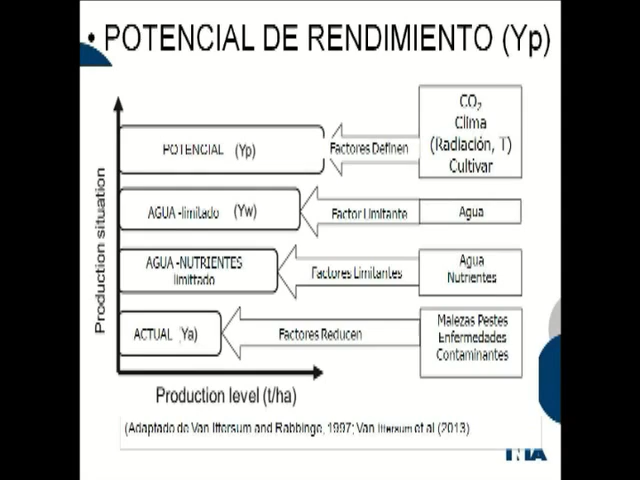 • POTENCIAL DE RENDIMIENTO (Yp)
CO2
Clima
(Radiación, T)
Cultivar
Factores Definen
POTENCIAL (Yp)
AGUA -limitado (Yw)
Factor Limitante
Agua
AGUA -NUTRIENTES
limittado
Factores Limitantes
Agua
Nutrientes
ACTUAL (Ya)
Factores Reducen
Malezas Pestes
Enfermedades
Contaminantes
Production situation
Production level (t/ha)
(Adaptado de Van Ittersum and Rabbinge, 1997; Van Ittersum et al (2013)
INIA